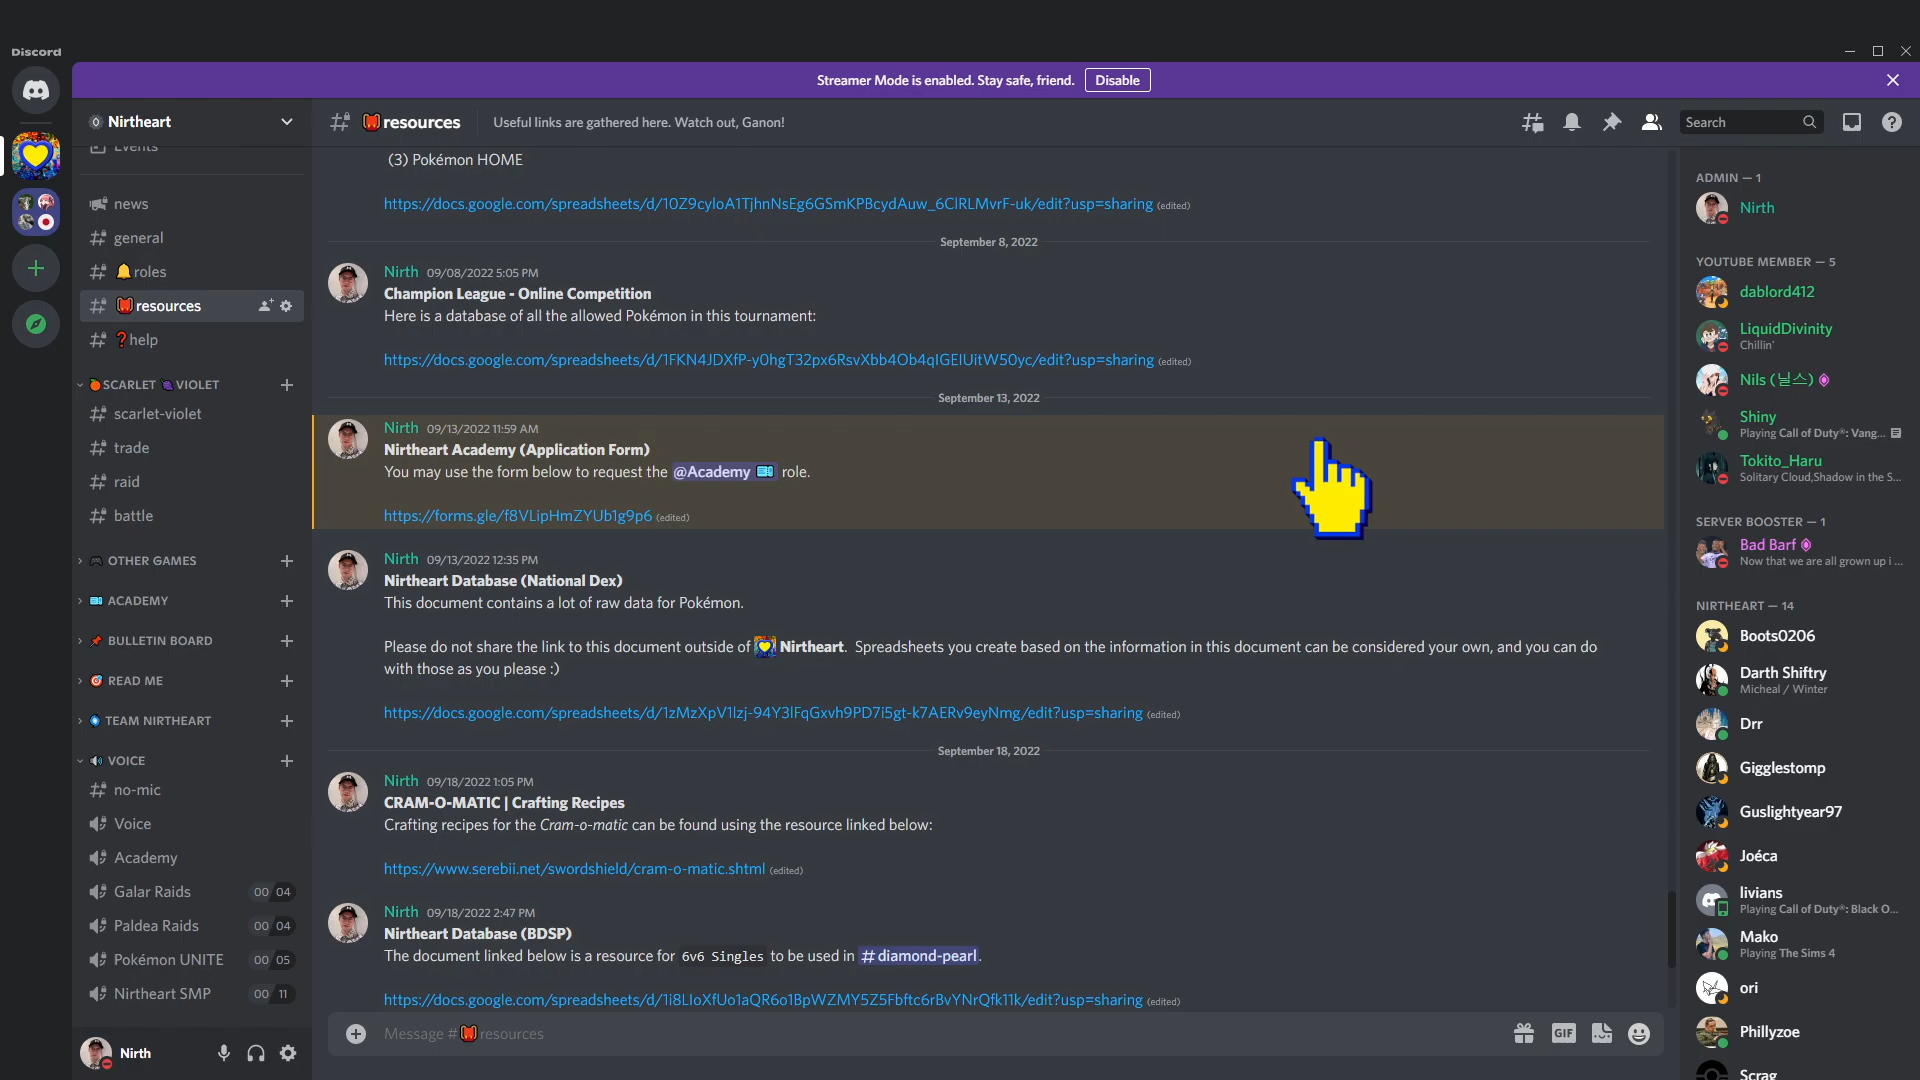 Discord
Streamer Mode is enabled. Stay safe, friend. Disable
Nirtheart
Events
news
general
🔔roles
resources
❓help
🍊SCARLET 🍇VIOLET
scarlet-violet
trade
raid
battle
🎮 OTHER GAMES
🎫 ACADEMY
📌 BULLETIN BOARD
🎯 READ ME
TEAM NIRTHEART
🔊 VOICE
no-mic
Voice
Academy
Galar Raids 00 04
Paldea Raids 00 04
Pokémon UNITE 00 05
Nirtheart SMP 00 11
Nirth
resources Useful links are gathered here. Watch out, Ganon!
Search
(3) Pokémon HOME
https://docs.google.com/spreadsheets/d/10Z9cyloA1TjhnNsEg6GSmKPBcydAuw_6ClRLMvrF-uk/edit?usp=sharing (edited)
September 8, 2022
Nirth 09/08/2022 5:05 PM
Champion League - Online Competition
Here is a database of all the allowed Pokémon in this tournament:
https://docs.google.com/spreadsheets/d/1FKN4JDXfP-y0hgT32px6RsvXbb4Ob4qIGEIUitW50yc/edit?usp=sharing (edited)
September 13, 2022
Nirth 09/13/2022 11:59 AM
Nirtheart Academy (Application Form)
You may use the form below to request the @Academy 🎫 role.
https://forms.gle/f8VLipHmZYUb1g9p6 (edited)
Nirth 09/13/2022 12:35 PM
Nirtheart Database (National Dex)
This document contains a lot of raw data for Pokémon.
Please do not share the link to this document outside of Nirtheart. Spreadsheets you create based on the information in this document can be considered your own, and you can do
with those as you please :)
https://docs.google.com/spreadsheets/d/1zMzXpV1lzj-94Y3lFqGxvh9PD7i5gt-k7AERv9eyNmg/edit?usp=sharing (edited)
September 18, 2022
Nirth 09/18/2022 1:05 PM
CRAM-O-MATIC | Crafting Recipes
Crafting recipes for the Cram-o-matic can be found using the resource linked below:
https://www.serebii.net/swordshield/cram-o-matic.shtml (edited)
Nirth 09/18/2022 2:47 PM
Nirtheart Database (BDSP)
The document linked below is a resource for 6v6 Singles to be used in # diamond-pearl.
https://docs.google.com/spreadsheets/d/1i8LIoXfUo1aQR6o1BpWZMY5Z5Fbftc6rBvYNrQfk11k/edit?usp=sharing (edited)
Message # resources
GIF
ADMIN — 1
Nirth
YOUTUBE MEMBER — 5
dablord412
LiquidDivinity
Chillin'
Nils (닐스)
Shiny
Playing Call of Duty®: Vang...
Tokito_Haru
Solitary Cloud,Shadow in the S...
SERVER BOOSTER — 1
Bad Barf
Now that we are all grown up i ...
NIRTHEART — 14
Boots0206
Darth Shiftry
Micheal / Winter
Drr
Gigglestomp
Guslightyear97
Joéca
livians
Playing Call of Duty®: Black O...
Mako
Playing The Sims 4
ori
Phillyzoe
Scrag